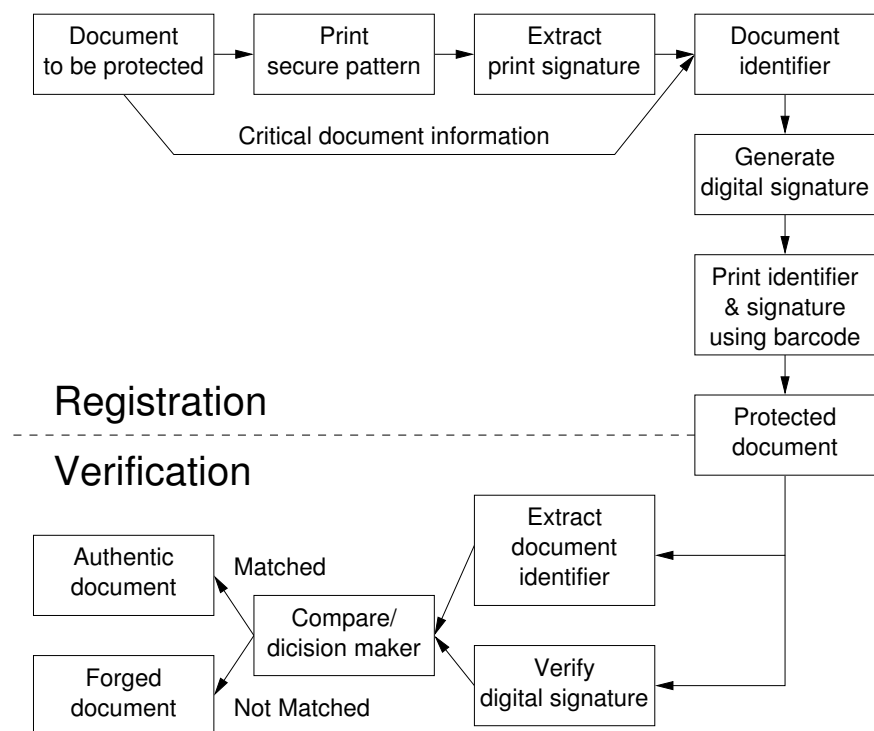 Document
to be protected
Print
secure pattern
Extract
print signature
Document
identifier
Critical document information
Generate
digital signature
Print identifier
& signature
using barcode
Registration
Protected
document
Verification
Extract
document
identifier
Authentic
document
Matched
Compare/
dicision maker
Verify
digital signature
Forged
document
Not Matched